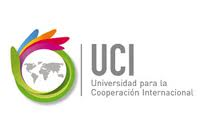 UCI
Universidad para la
Cooperación Internacional